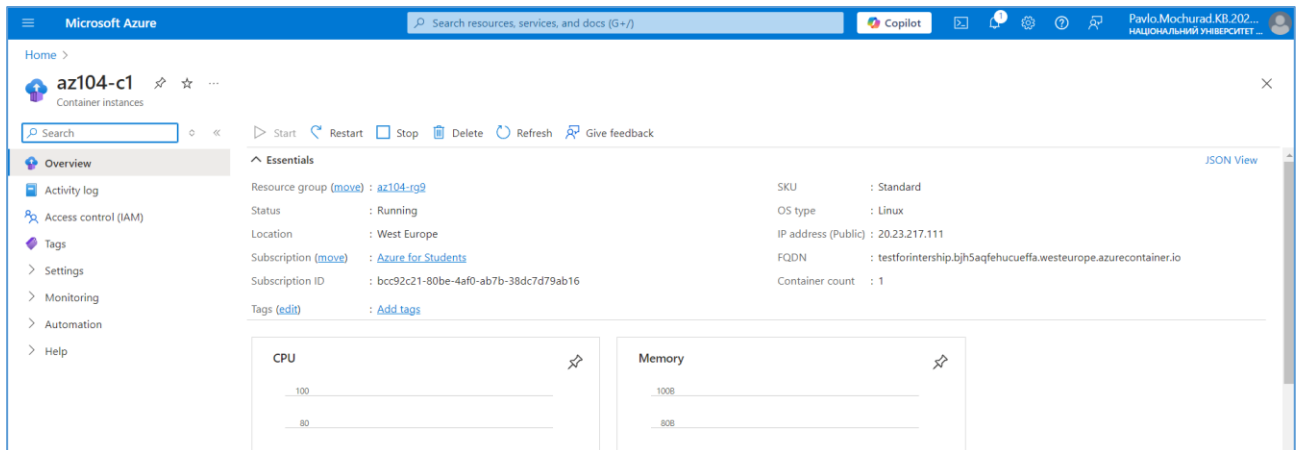 Microsoft Azure
Search resources, services, and docs (G+/)
Copilot
1
Pavlo.Mochurad.KB.202...
НАЦІОНАЛЬНИЙ УНІВЕРСИТЕТ ...
Home >
az104-c1
Container instances
Search
Start Restart Stop Delete Refresh Give feedback
Overview
Activity log
Access control (IAM)
Tags
Settings
Monitoring
Automation
Help
Essentials
JSON View
Resource group (move) : az104-rg9
Status : Running
Location : West Europe
Subscription (move) : Azure for Students
Subscription ID : bcc92c21-80be-4af0-ab7b-38dc7d79ab16
Tags (edit) : Add tags
SKU : Standard
OS type : Linux
IP address (Public) : 20.23.217.111
FQDN : testforintership.bjh5aqfehucueffa.westeurope.azurecontainer.io
Container count : 1
CPU
100
80
Memory
100B
80B